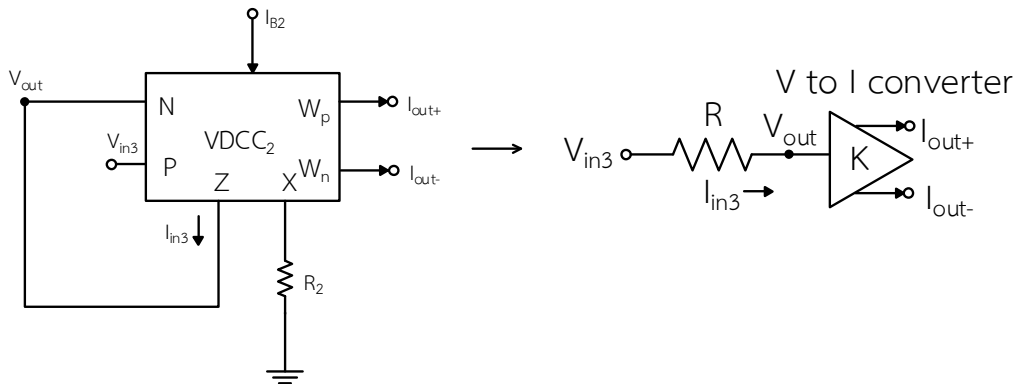 I_B2
V_out
N
W_p
I_out+
V_in3
VDCC_2
P
W_n
I_out-
Z
X
I_in3
R_2
V to I converter
R
V_out
V_in3
K
I_out+
I_in3
I_out-